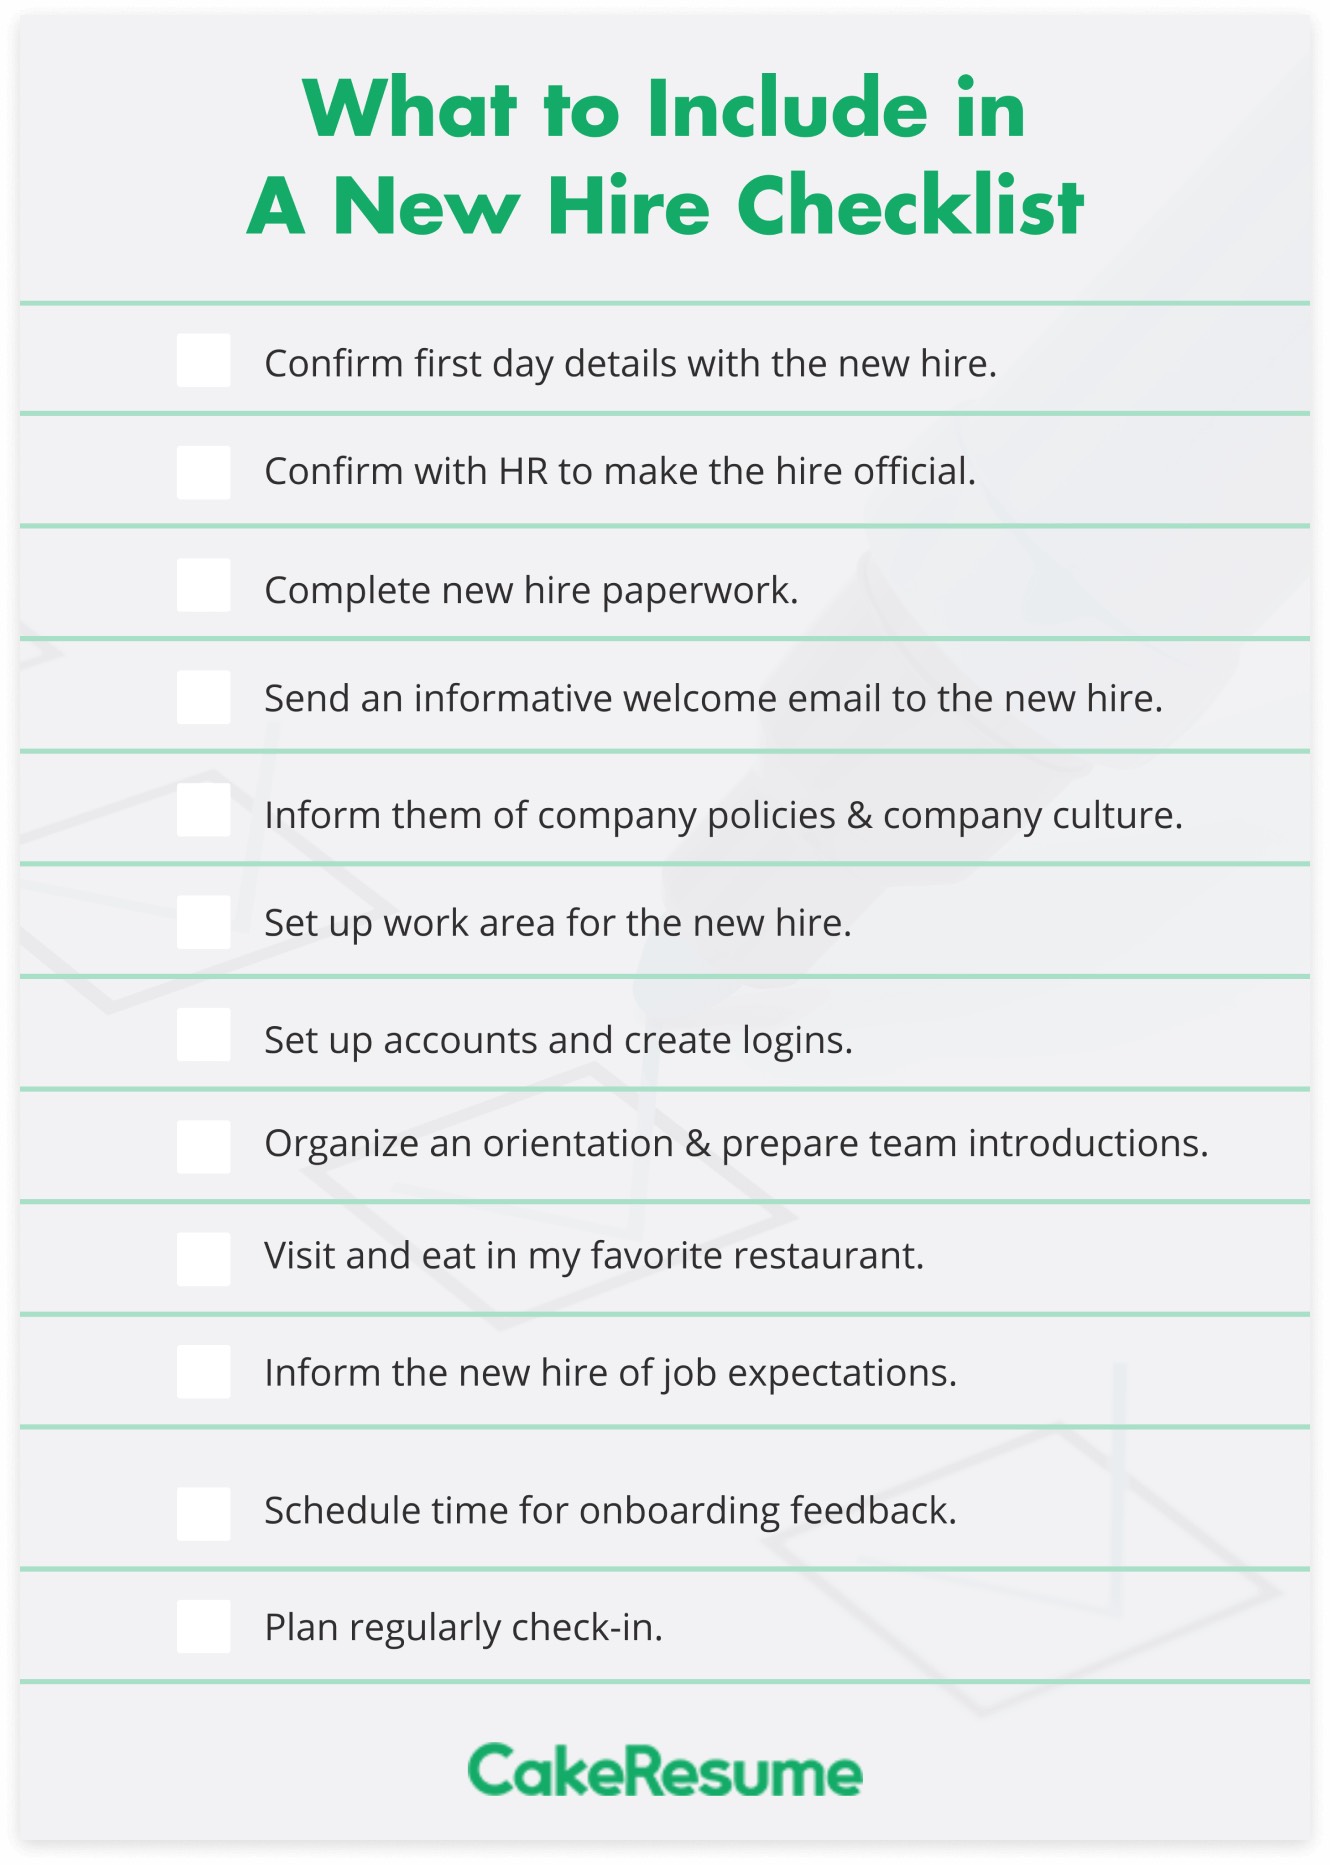 What to Include in
A New Hire Checklist
Confirm first day details with the new hire.
Confirm with HR to make the hire official.
Complete new hire paperwork.
Send an informative welcome email to the new hire.
Inform them of company policies & company culture.
Set up work area for the new hire.
Set up accounts and create logins.
Organize an orientation & prepare team introductions.
Visit and eat in my favorite restaurant.
Inform the new hire of job expectations.
Schedule time for onboarding feedback.
Plan regularly check-in.
CakeResume